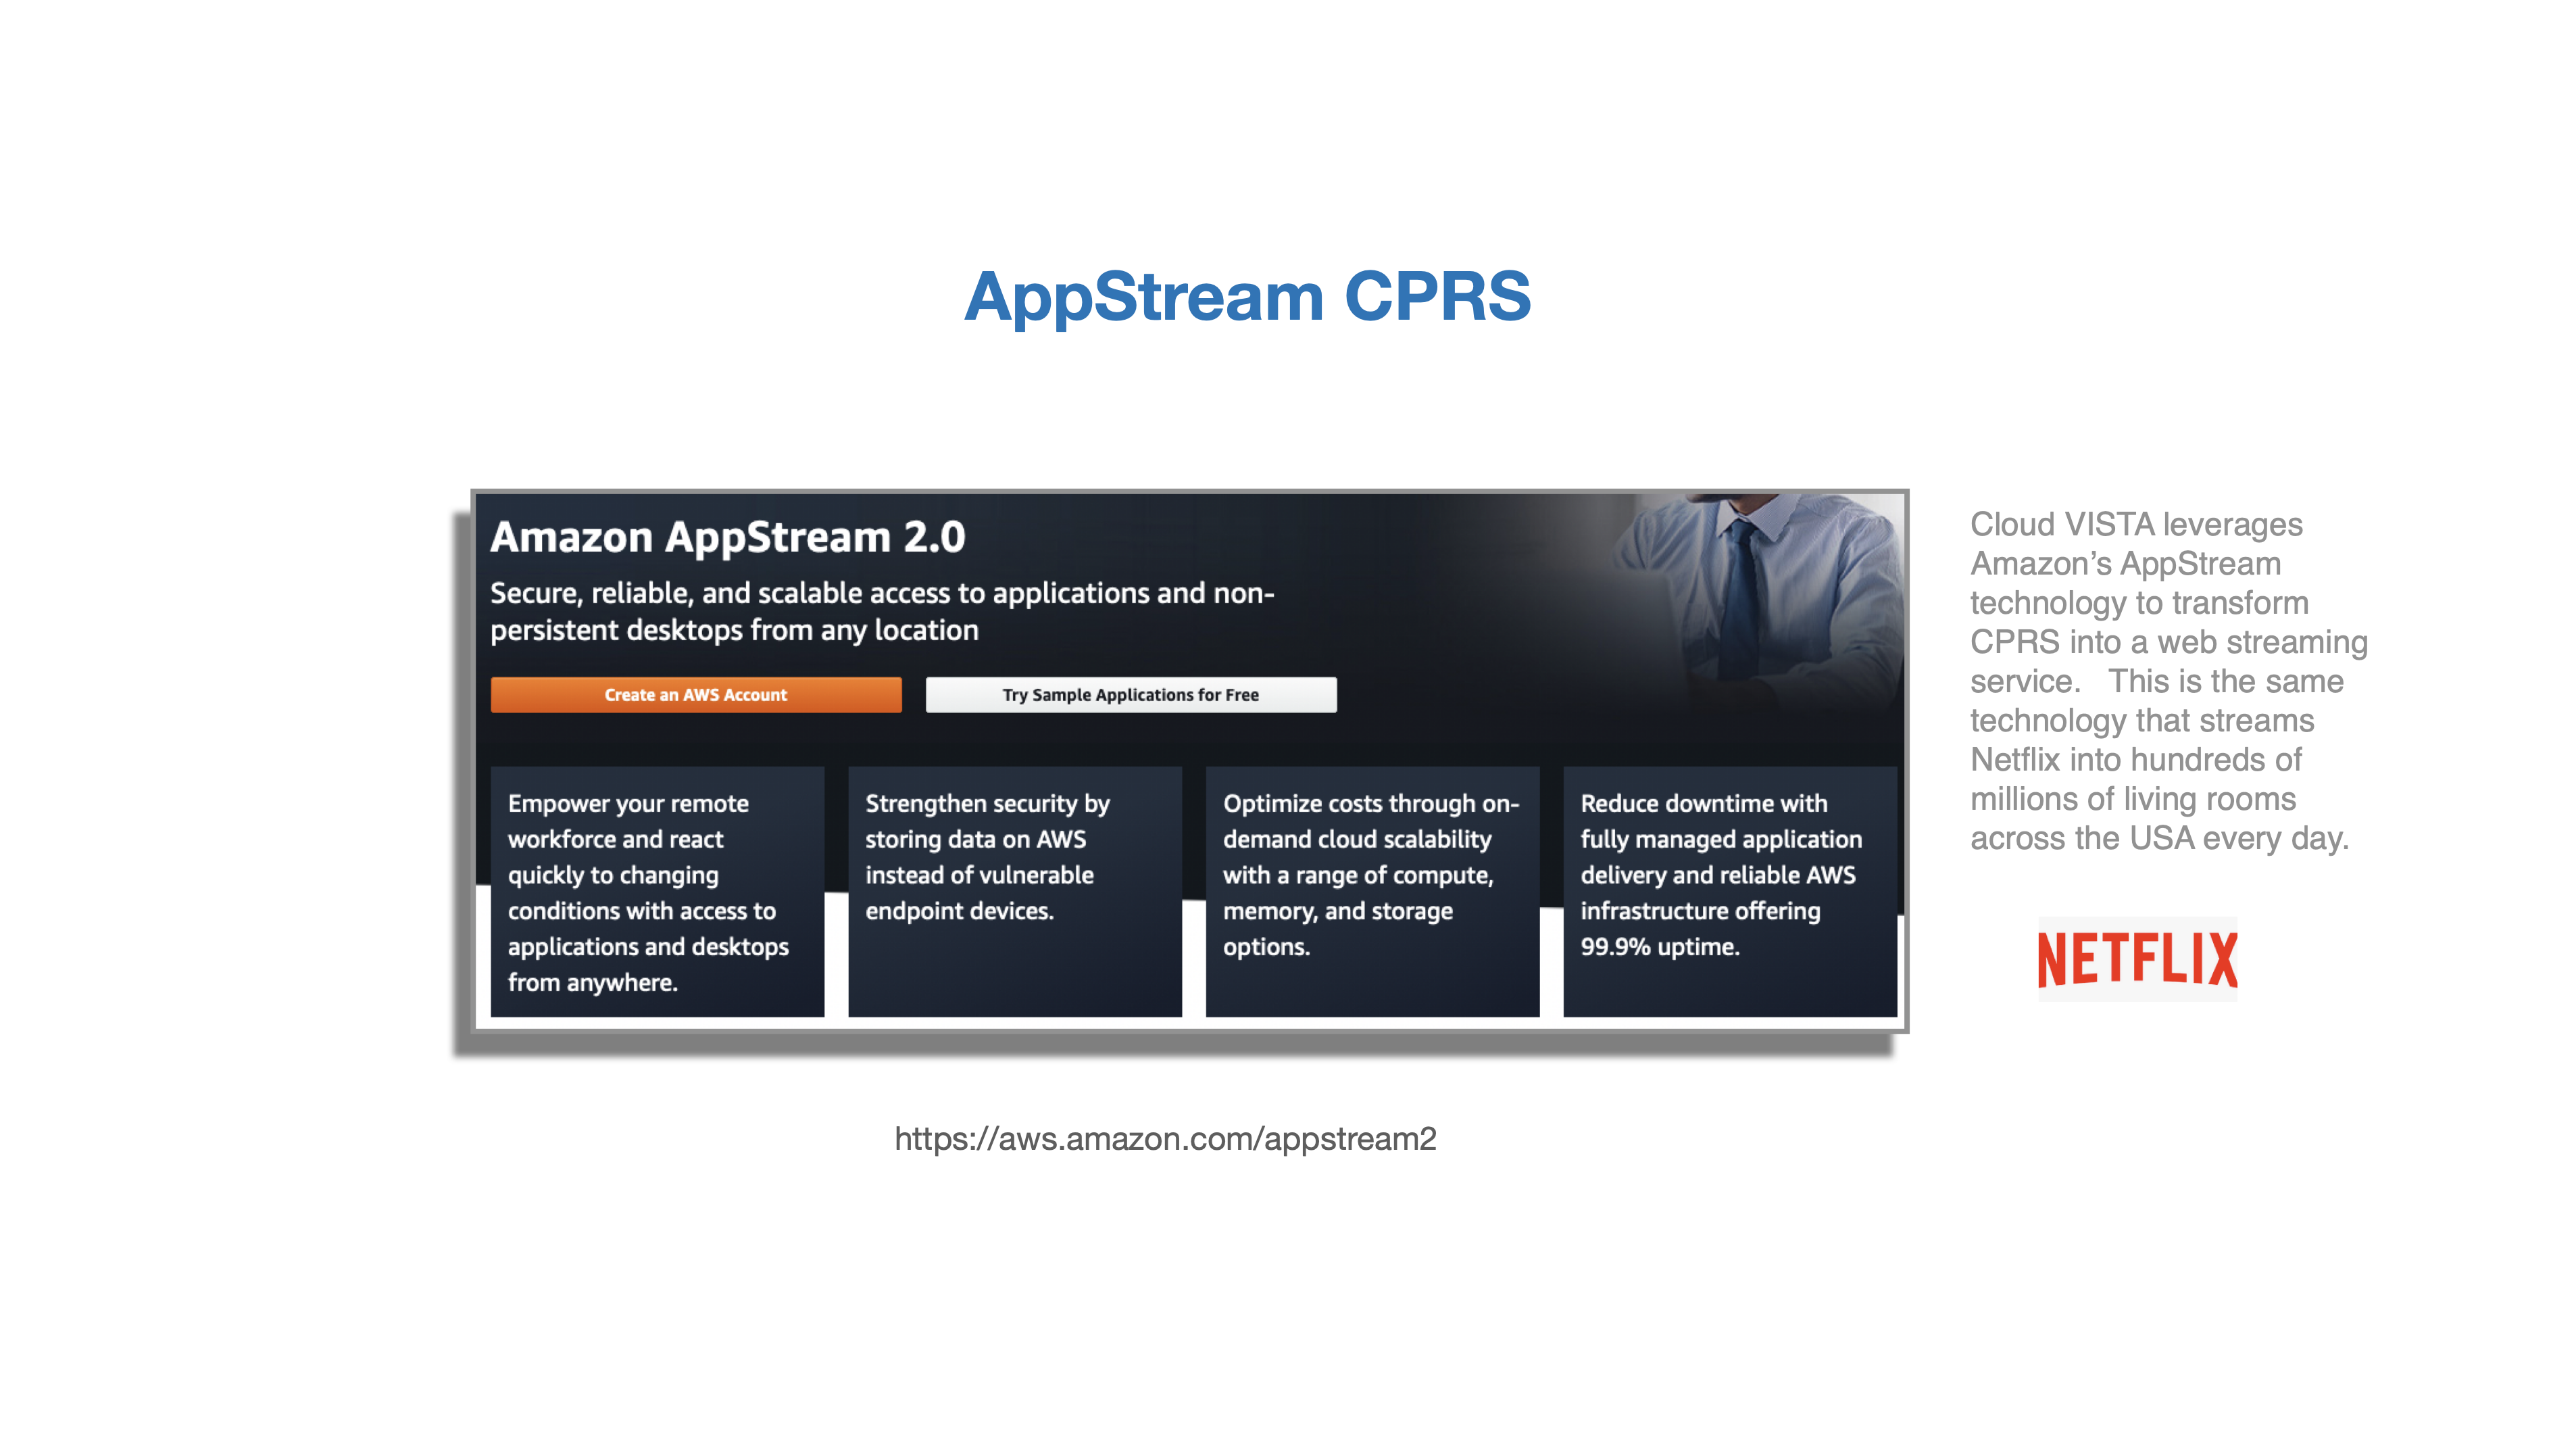 AppStream CPRS
Amazon AppStream 2.0
Secure, reliable, and scalable access to applications and non-
persistent desktops from any location
Create an AWS Account
Try Sample Applications for Free
Empower your remote
workforce and react
quickly to changing
conditions with access to
applications and desktops
from anywhere.
Strengthen security by
storing data on AWS
instead of vulnerable
endpoint devices.
Optimize costs through on-
demand cloud scalability
with a range of compute,
memory, and storage
options.
Reduce downtime with
fully managed application
delivery and reliable AWS
infrastructure offering
99.9% uptime.
Cloud VISTA leverages
Amazon’s AppStream
technology to transform
CPRS into a web streaming
service.   This is the same
technology that streams
Netflix into hundreds of
millions of living rooms
across the USA every day.
NETFLIX
https://aws.amazon.com/appstream2